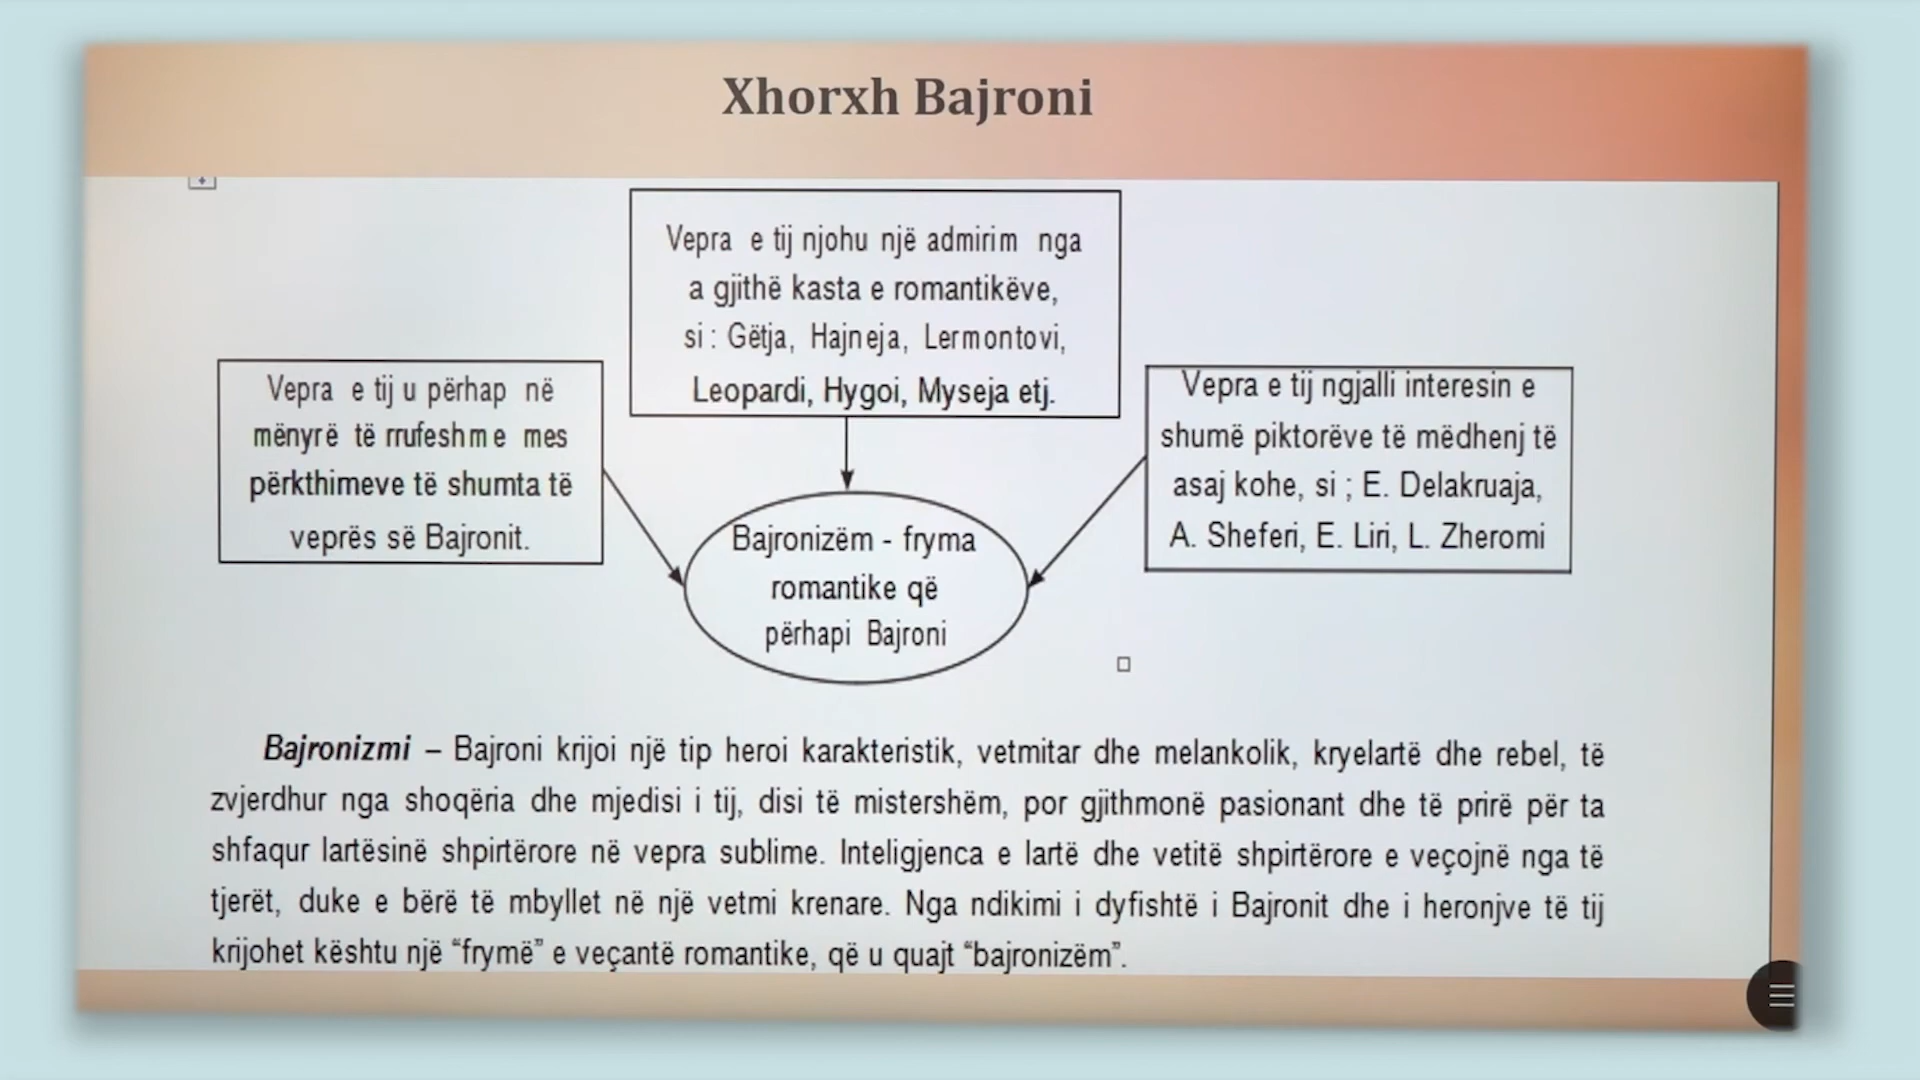 Xhorxh Bajroni
Vepra e tij njohu një admirim nga
a gjithë kasta e romantikëve,
si : Gëtja, Hajneja, Lermontovi,
Leopardi, Hygoi, Myseja etj.
Vepra e tij u përhap në
mënyrë të rrufeshme mes
përkthimeve të shumta të
veprës së Bajronit.
Vepra e tij ngjalli interesin e
shumë piktorëve të mëdhenj të
asaj kohe, si ; E. Delakruaja,
A. Sheferi, E. Liri, L. Zheromi
Bajronizëm - fryma
romantike që
përhapi Bajroni
Bajronizmi – Bajroni krijoi një tip heroi karakteristik, vetmitar dhe melankolik, kryelartë dhe rebel, të
zvjerdhur nga shoqëria dhe mjedisi i tij, disi të mistershëm, por gjithmonë pasionant dhe të prirë për ta
shfaqur lartësinë shpirtërore në vepra sublime. Inteligjenca e lartë dhe vetitë shpirtërore e veçojnë nga të
tjerët, duke e bërë të mbyllet në një vetmi krenare. Nga ndikimi i dyfishtë i Bajronit dhe i heronjve të tij
krijohet kështu një “frymë” e veçantë romantike, që u quajt “bajronizëm”.